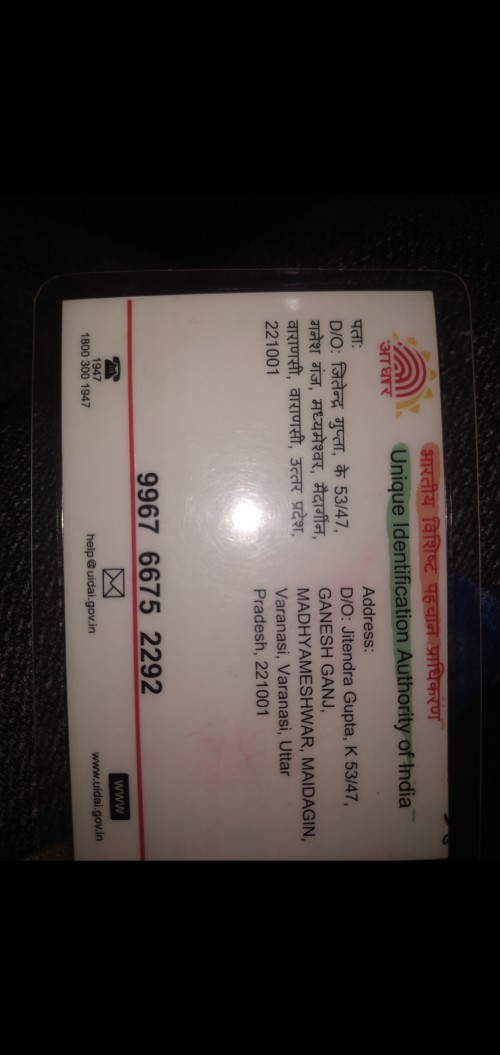 भारतीय विशिष्ट पहचान प्राधिकरण
Unique Identification Authority of India
आधार
पता:
D/O: जितेन्द्र गुप्ता, के 53/47,
गनेश गंज, मध्यमेश्वर, मैदागीन,
वाराणसी, वाराणसी, उत्तर प्रदेश,
221001
Address:
D/O: Jitendra Gupta, K 53/47,
GANESH GANJ,
MADHYAMESHWAR, MAIDAGIN,
Varanasi, Varanasi, Uttar
Pradesh, 221001
9967 6675 2292
1947
1800 300 1947
help@uidai.gov.in
www
www.uidai.gov.in